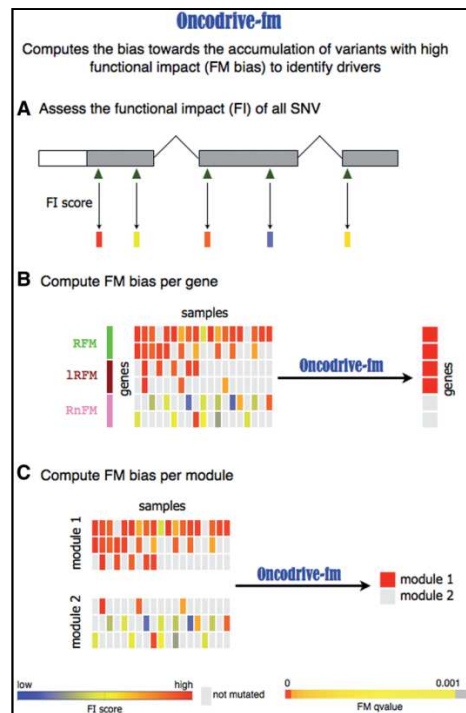 Oncodrive-fm
Computes the bias towards the accumulation of variants with high
functional impact (FM bias) to identify drivers
A Assess the functional impact (FI) of all SNV
FI score
B Compute FM bias per gene
samples
RFM
lRFM
RnFM
genes
Oncodrive-fm
genes
C Compute FM bias per module
samples
module 1
module 2
Oncodrive-fm
module 1
module 2
low
high
FI score
not mutated
0
0.001
FM qvalue